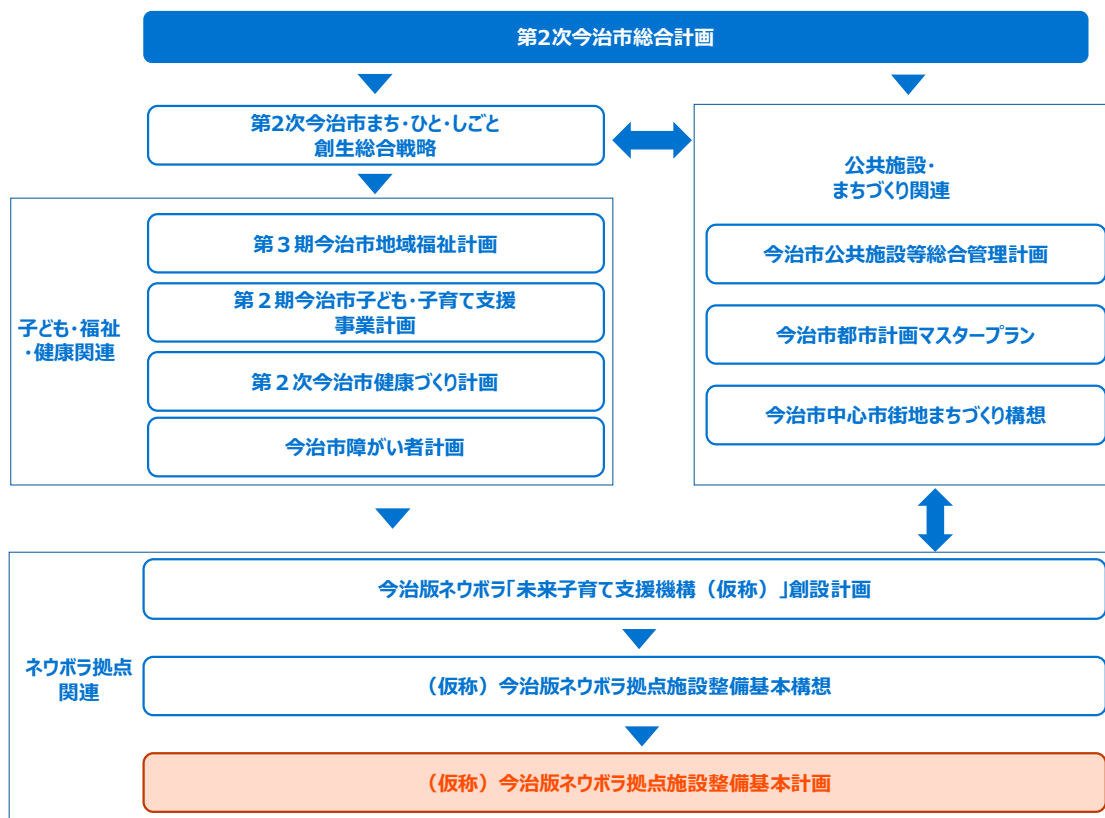 第2次今治市総合計画
第2次今治市まち・ひと・しごと
創生総合戦略
公共施設・
まちづくり関連
子ども・福祉
・健康関連
第３期今治市地域福祉計画
第２期今治市子ども・子育て支援
事業計画
第２次今治市健康づくり計画
今治市障がい者計画
今治市公共施設等総合管理計画
今治市都市計画マスタープラン
今治市中心市街地まちづくり構想
ネウボラ拠点
関連
今治版ネウボラ「未来子育て支援機構（仮称）」創設計画
（仮称）今治版ネウボラ拠点施設整備基本構想
（仮称）今治版ネウボラ拠点施設整備基本計画